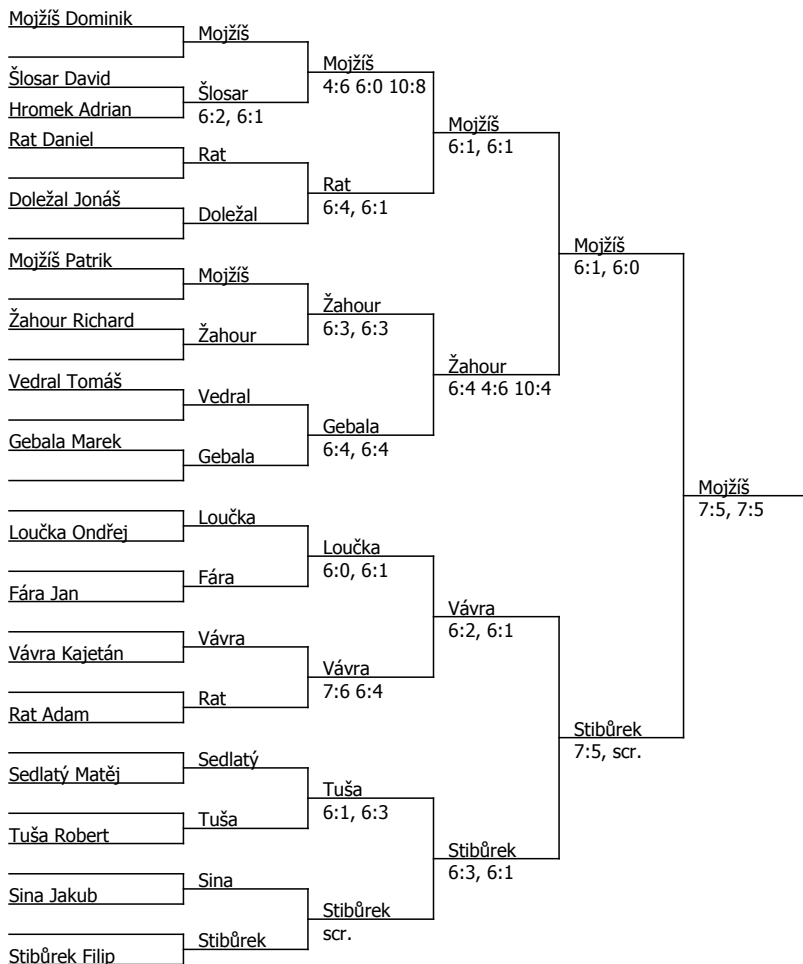 Mojžíš Dominik
Šlosar David
Hromek Adrian
Rat Daniel
Doležal Jonáš
Mojžíš Patrik
Žahour Richard
Vedral Tomáš
Gebala Marek
Loučka Ondřej
Fára Jan
Vávra Kajetán
Rat Adam
Sedlatý Matěj
Tuša Robert
Sina Jakub
Stibůrek Filip
Mojžíš
Šlosar
6:2, 6:1
Rat
Doležal
Mojžíš
Žahour
Vedral
Gebala
Loučka
Fára
Vávra
Rat
Sedlatý
Tuša
Sina
Stibůrek
Mojžíš
4:6 6:0 10:8
Rat
6:4, 6:1
Žahour
6:3, 6:3
Gebala
6:4, 6:4
Loučka
6:0, 6:1
Vávra
7:6 6:4
Tuša
6:1, 6:3
Stibůrek
scr.
Mojžíš
6:1, 6:1
Žahour
6:4 4:6 10:4
Vávra
6:2, 6:1
Stibůrek
6:3, 6:1
Mojžíš
6:1, 6:0
Stibůrek
7:5, scr.
Mojžíš
7:5, 7:5